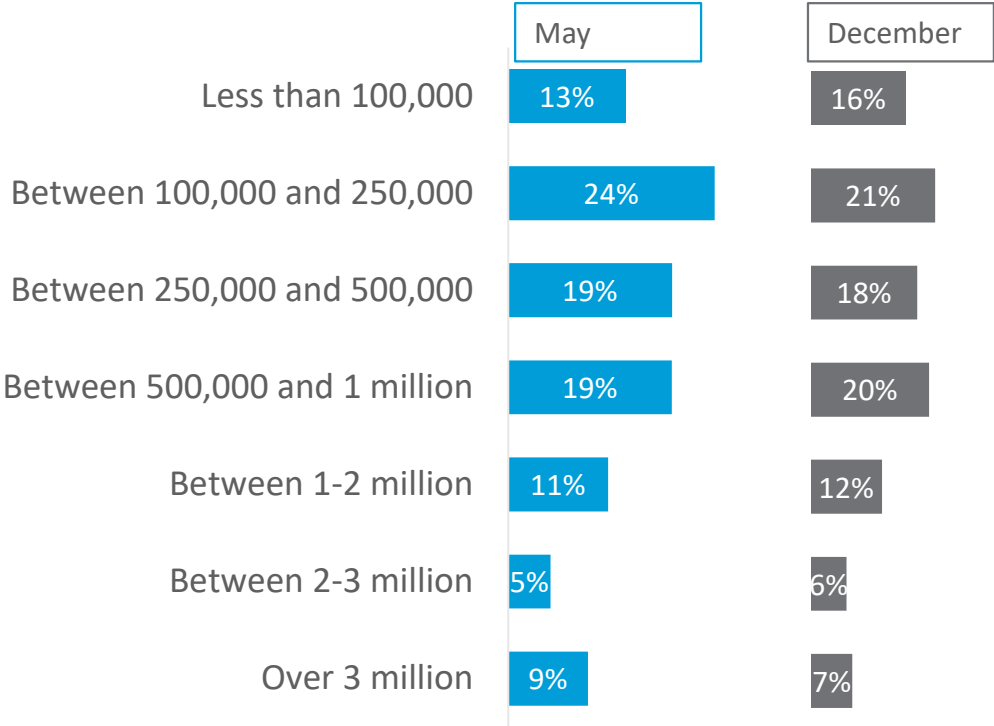 May December
Less than 100,000 13% 16%
Between 100,000 and 250,000 24% 21%
Between 250,000 and 500,000 19% 18%
Between 500,000 and 1 million 19% 20%
Between 1-2 million 11% 12%
Between 2-3 million 5% 6%
Over 3 million 9% 7%